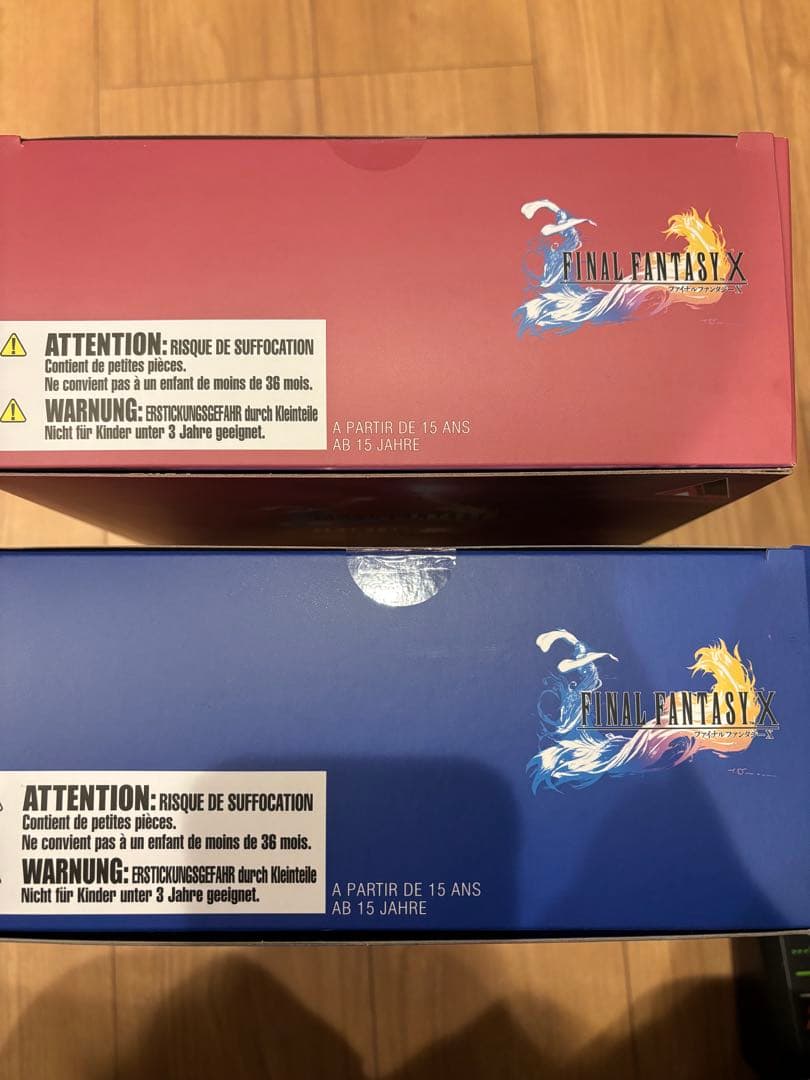 FINAL FANTASY X
ファイナルファンタジーX
ATTENTION: RISQUE DE SUFFOCATION
Contient de petites pièces.
Ne convient pas à un enfant de moins de 36 mois.
WARNUNG: ERSTICKUNGSGEFAHR durch Kleinteile
Nicht für Kinder unter 3 Jahre geeignet.
A PARTIR DE 15 ANS
AB 15 JAHRE
FINAL FANTASY X
ファイナルファンタジーX
ATTENTION: RISQUE DE SUFFOCATION
Contient de petites pièces.
Ne convient pas à un enfant de moins de 36 mois.
WARNUNG: ERSTICKUNGSGEFAHR durch Kleinteile
Nicht für Kinder unter 3 Jahre geeignet.
A PARTIR DE 15 ANS
AB 15 JAHRE